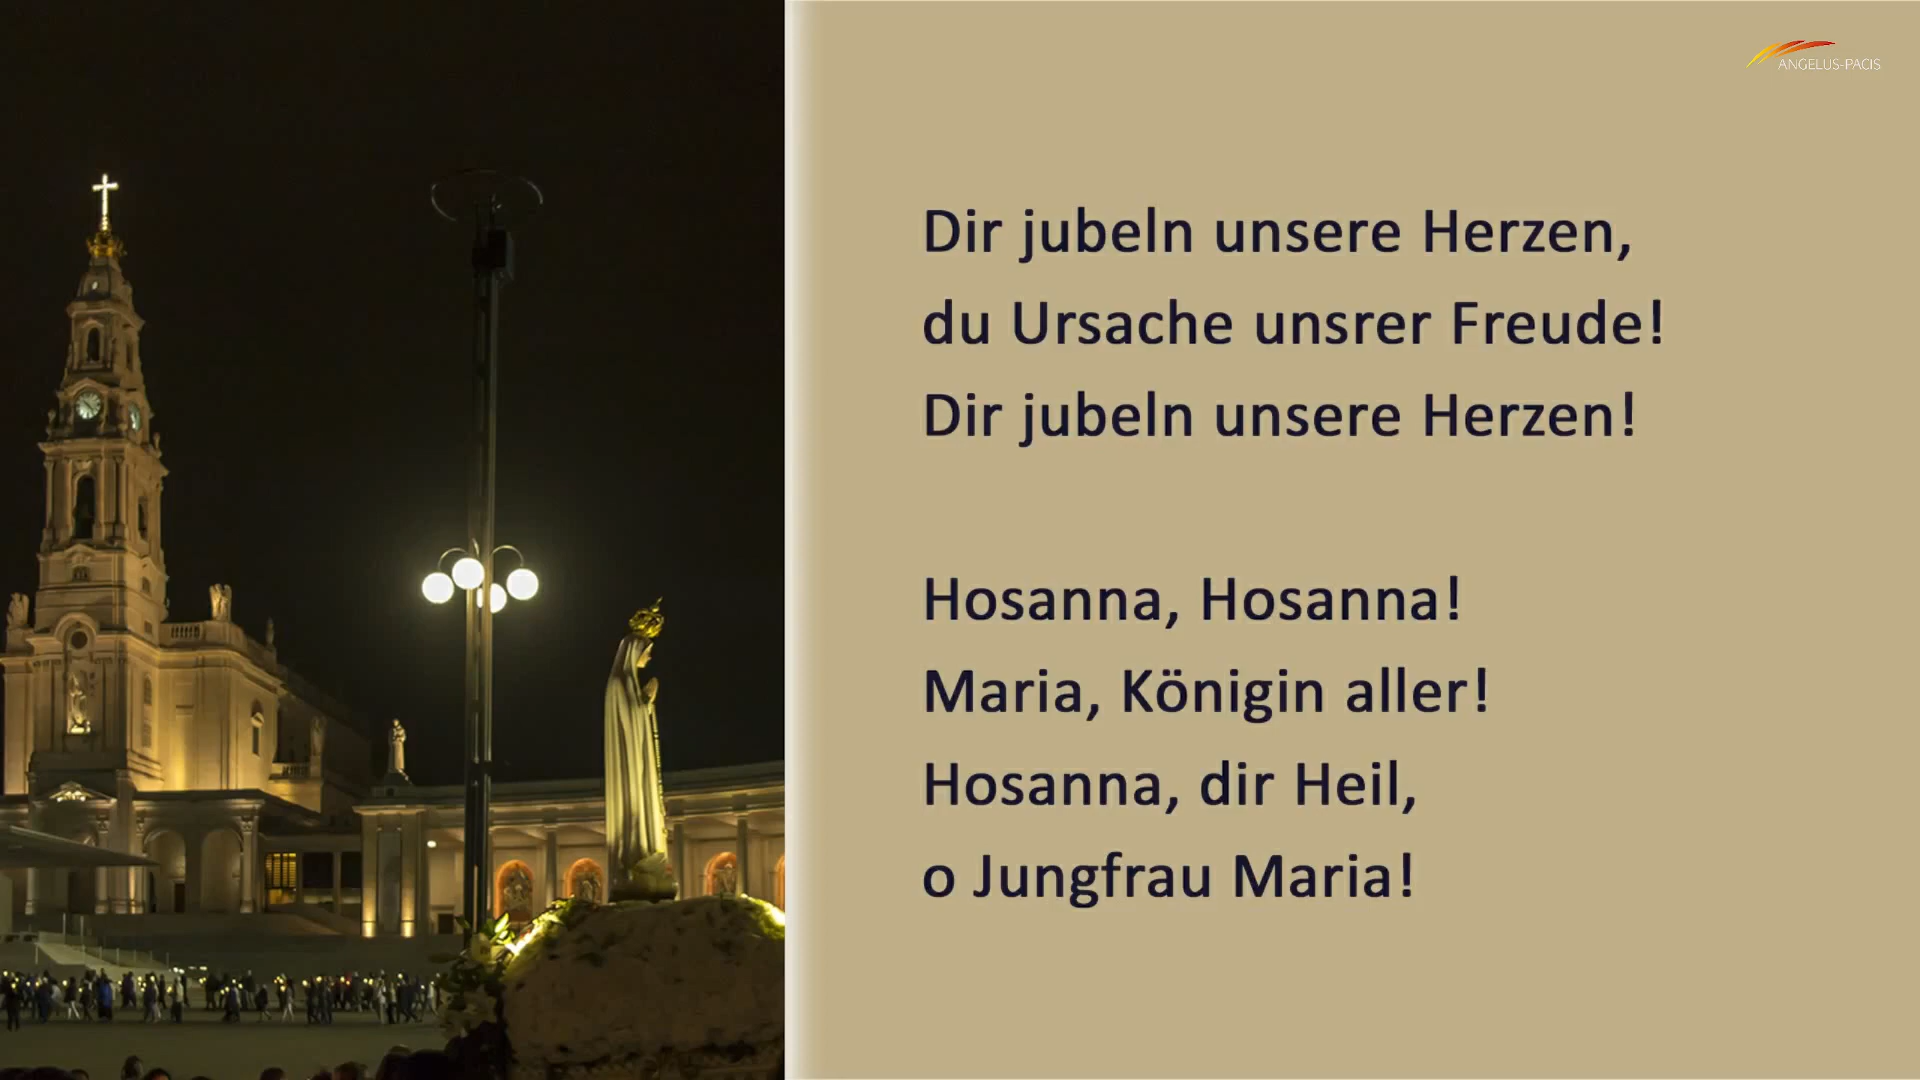 ANGELUS-PACIS
Dir jubeln unsere Herzen,
du Ursache unsrer Freude!
Dir jubeln unsere Herzen!
Hosanna, Hosanna!
Maria, Königin aller!
Hosanna, dir Heil,
o Jungfrau Maria!